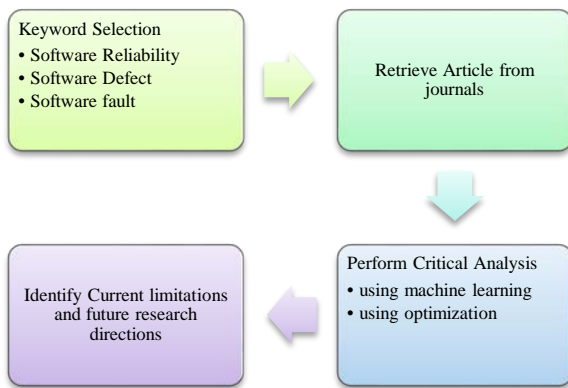 Keyword Selection
• Software Reliability
• Software Defect
• Software fault
Retrieve Article from
journals
Perform Critical Analysis
• using machine learning
• using optimization
Identify Current limitations
and future research
directions